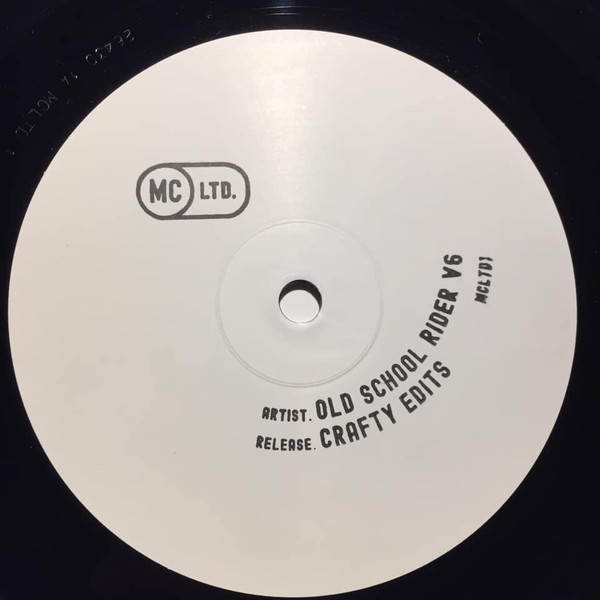 MC LTD.
ARTIST. OLD SCHOOL RIDER V6
RELEASE. CRAFTY EDITS
MCLTD1